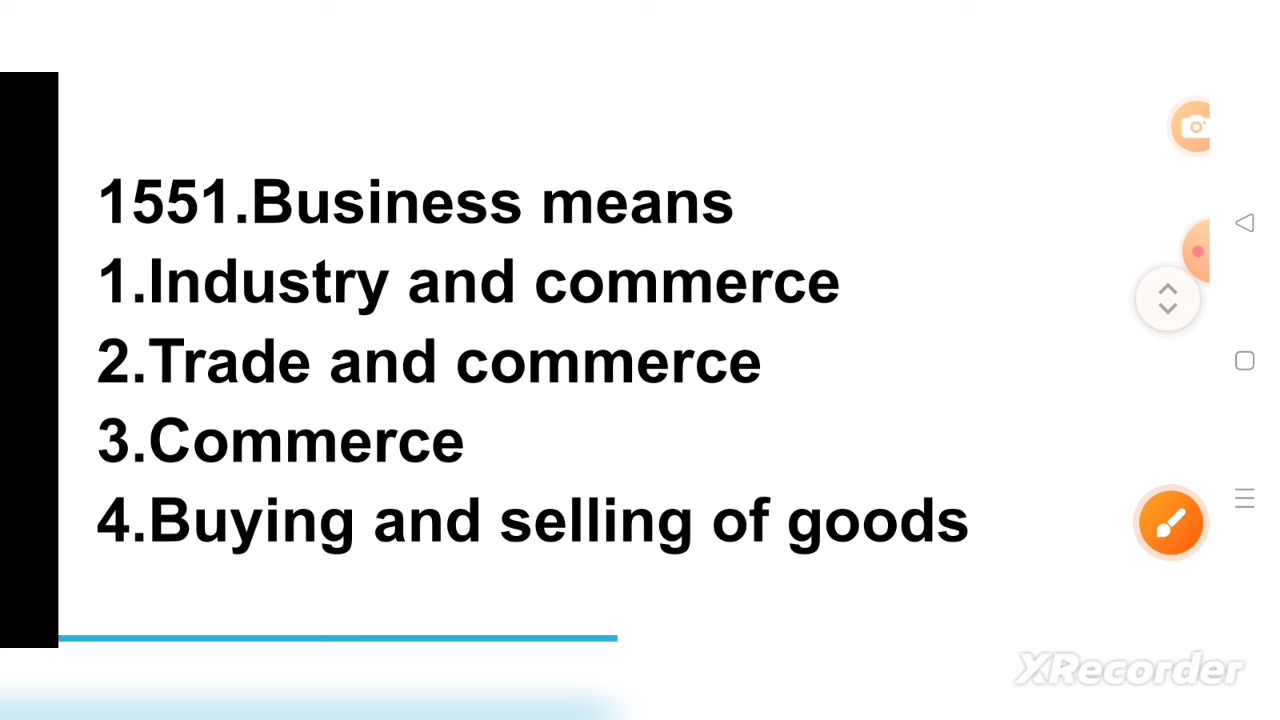 1551.Business means
1.Industry and commerce
2.Trade and commerce
3.Commerce
4.Buying and selling of goods
XRecorder